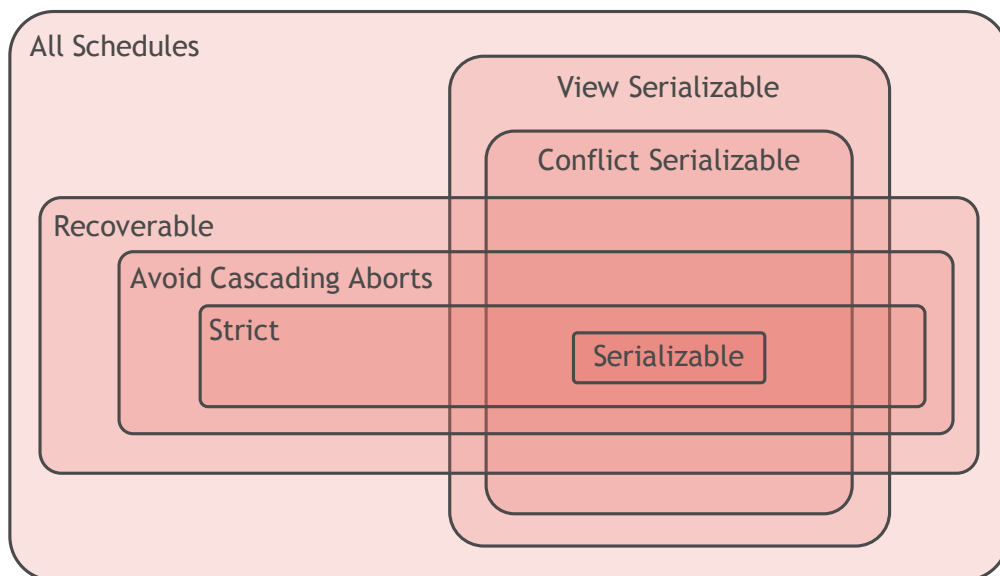 All Schedules
View Serializable
Conflict Serializable
Recoverable
Avoid Cascading Aborts
Strict
Serializable